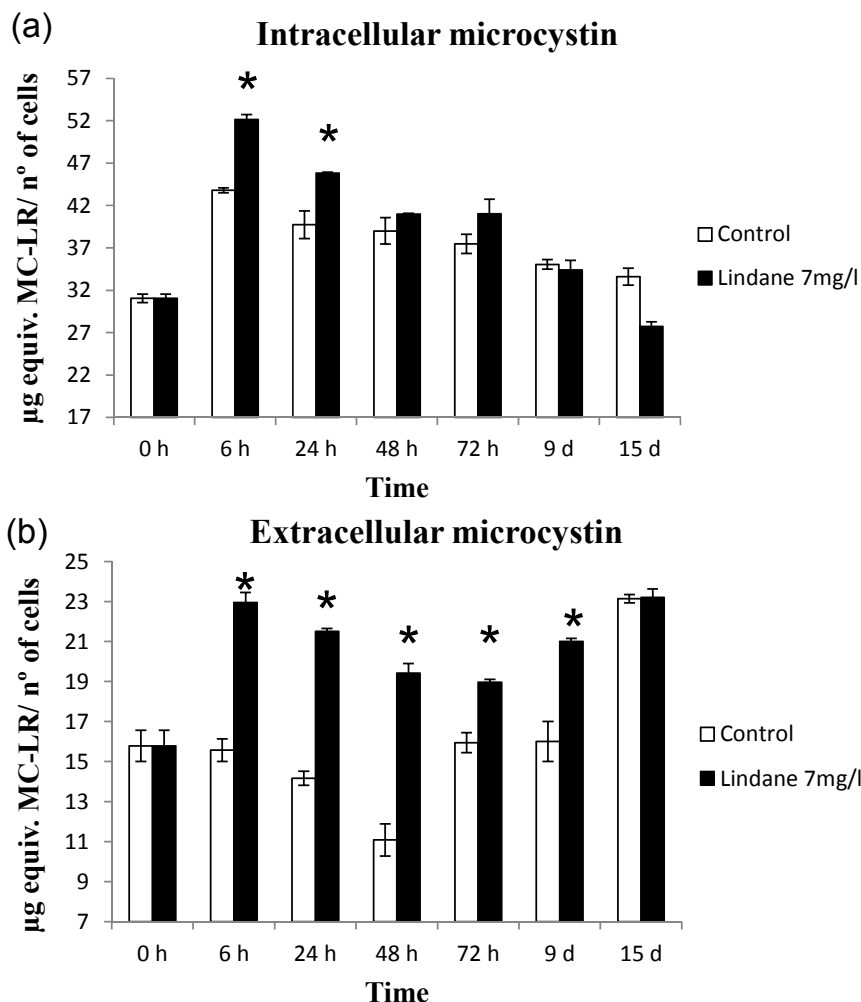 (a)
Intracellular microcystin
µg equiv. MC-LR/ nº of cells
57
52
47
42
37
32
27
22
17
* *
Control
Lindane 7mg/l
0 h 6 h 24 h 48 h 72 h 9 d 15 d
Time
(b)
Extracellular microcystin
µg equiv. MC-LR/ nº of cells
25
23
21
19
17
15
13
11
9
7
* * * * *
Control
Lindane 7mg/l
0 h 6 h 24 h 48 h 72 h 9 d 15 d
Time